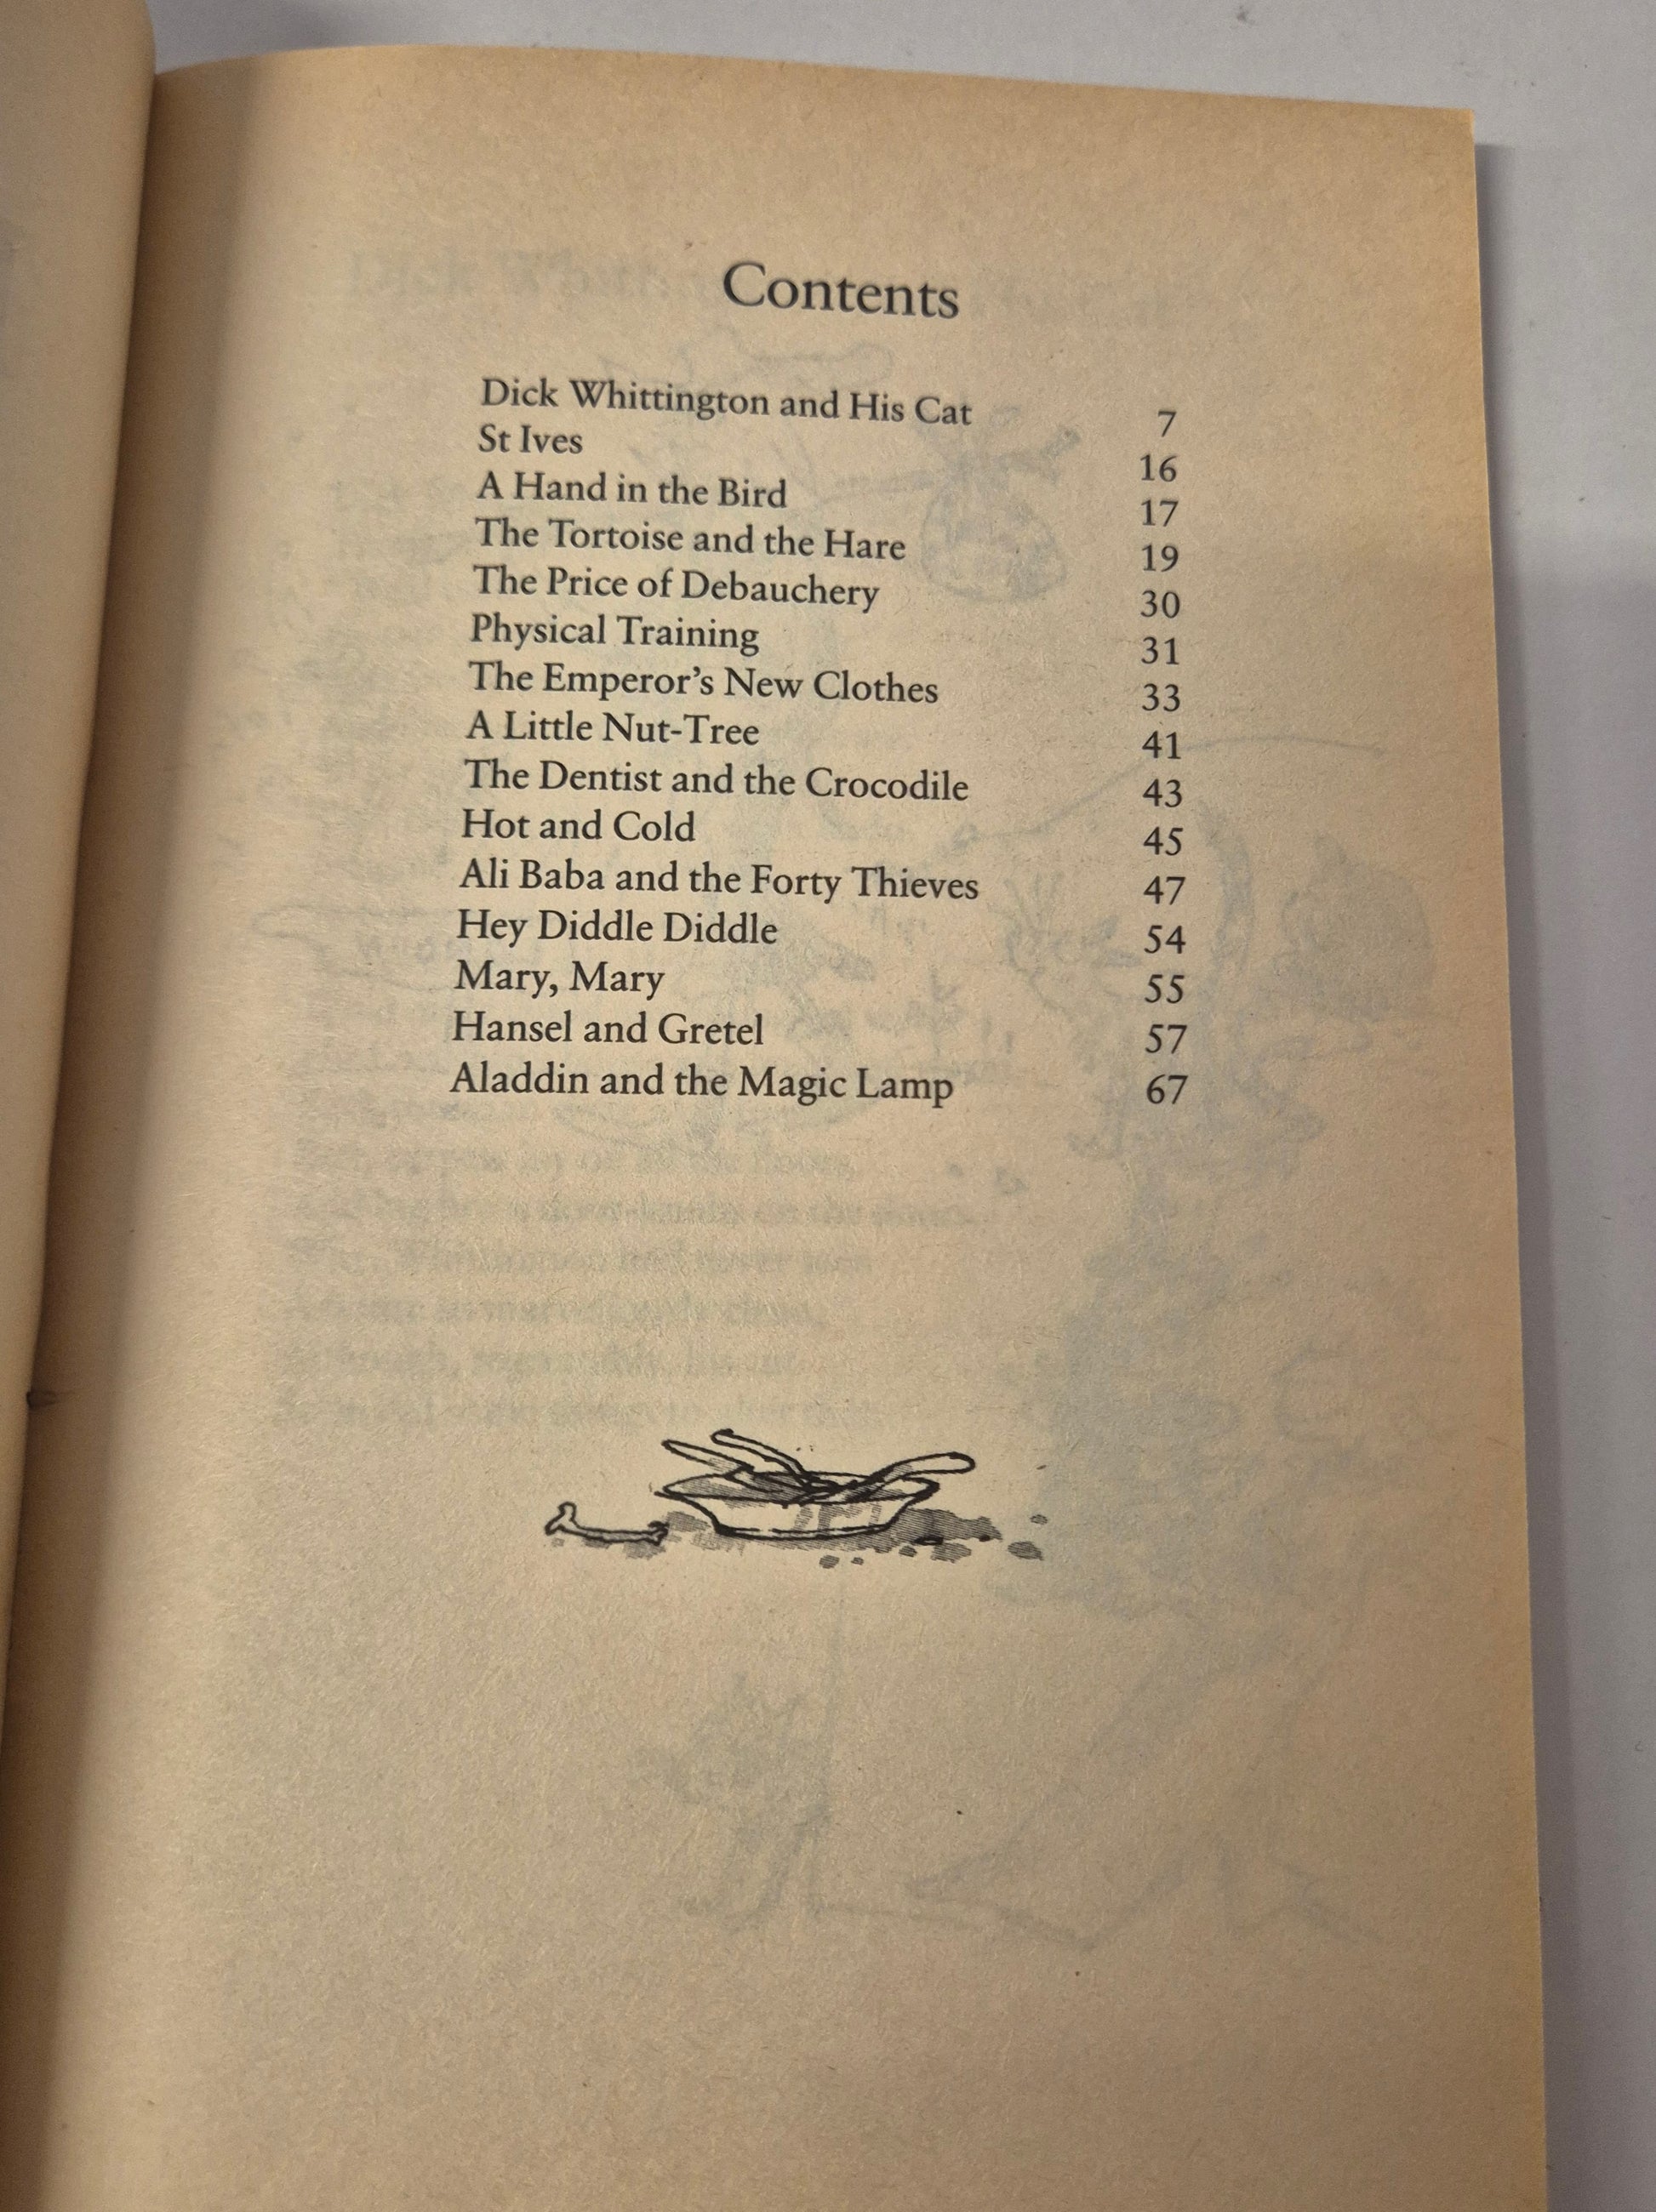 Contents
Dick Whittington and His Cat 7
St Ives 16
A Hand in the Bird 17
The Tortoise and the Hare 19
The Price of Debauchery 30
Physical Training 31
The Emperor’s New Clothes 33
A Little Nut-Tree 41
The Dentist and the Crocodile 43
Hot and Cold 45
Ali Baba and the Forty Thieves 47
Hey Diddle Diddle 54
Mary, Mary 55
Hansel and Gretel 57
Aladdin and the Magic Lamp 67